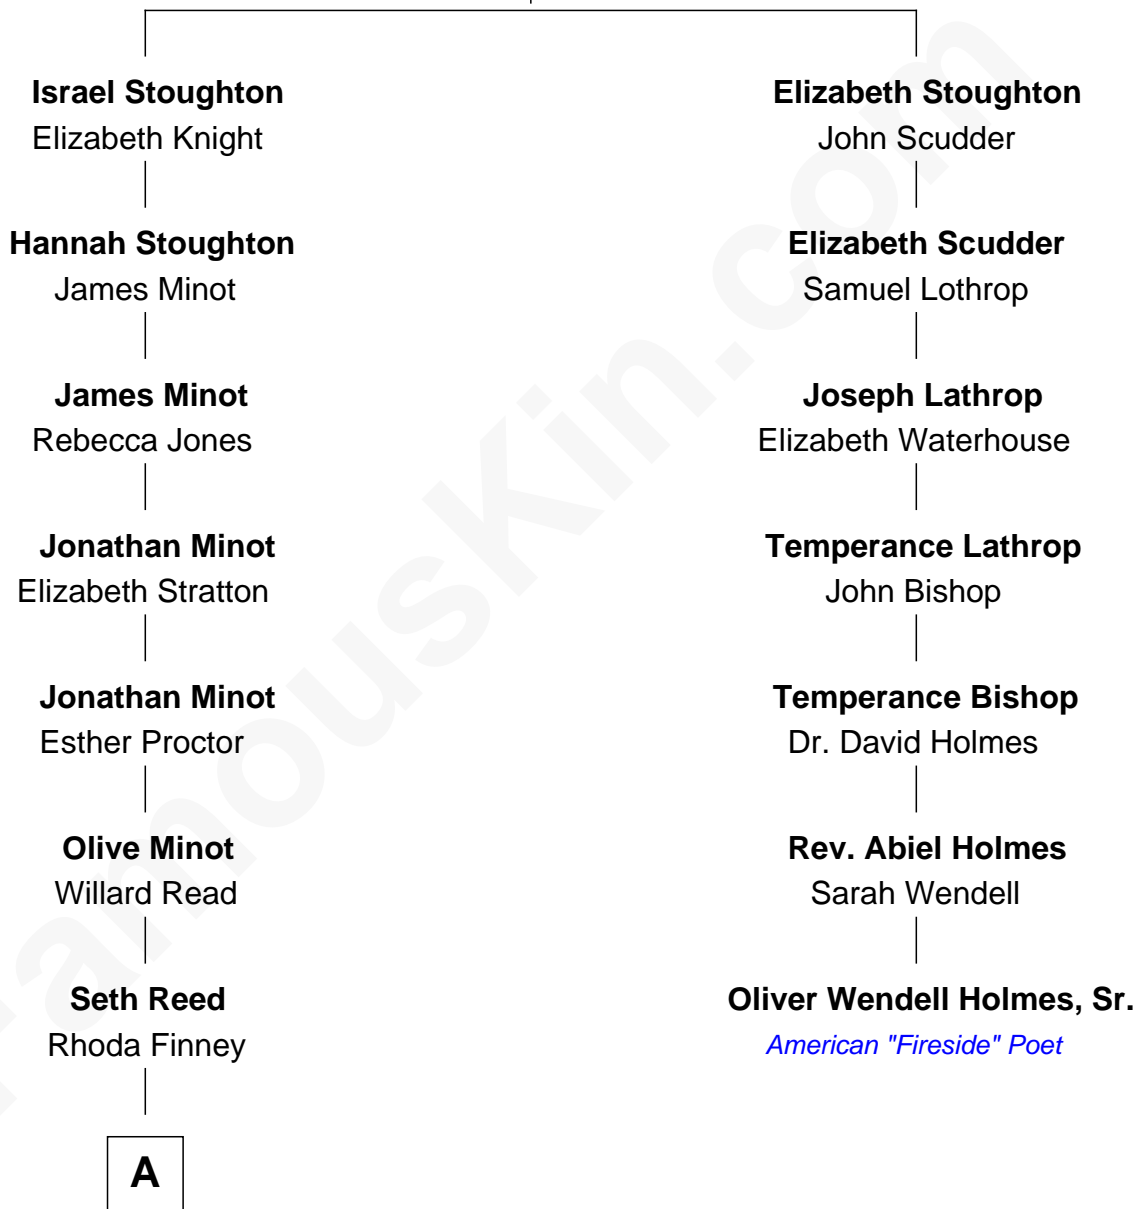 Israel Stoughton
Elizabeth Knight
Hannah Stoughton
James Minot
James Minot
Rebecca Jones
Jonathan Minot
Elizabeth Stratton
Jonathan Minot
Esther Proctor
Olive Minot
Willard Read
Seth Reed
Rhoda Finney
A
Elizabeth Stoughton
John Scudder
Elizabeth Scudder
Samuel Lothrop
Joseph Lathrop
Elizabeth Waterhouse
Temperance Lathrop
John Bishop
Temperance Bishop
Dr. David Holmes
Rev. Abiel Holmes
Sarah Wendell
Oliver Wendell Holmes, Sr.
American "Fireside" Poet
FamousKin.com